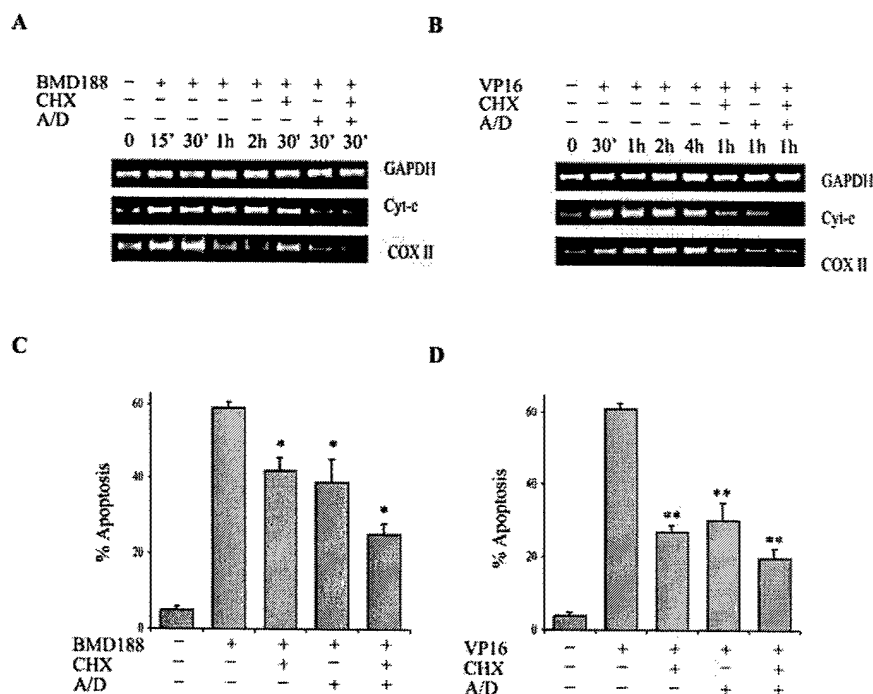 A
BMD188 − + + + + + + +
CHX − − − − − + − +
A/D − − − − − − + +
0 15' 30' 1h 2h 30' 30' 30'
GAPDH
Cyt-c
COX II
B
VP16 − + + + + + + +
CHX − − − − − + − +
A/D − − − − − − + +
0 30' 1h 2h 4h 1h 1h 1h
GAPDH
Cyt-c
COX II
C
% Apoptosis
60
40
20
0
* * *
BMD188 − + + + +
CHX − − + − +
A/D − − − + +
D
% Apoptosis
60
40
20
0
** ** **
VP16 − + + + +
CHX − − + − +
A/D − − − + +